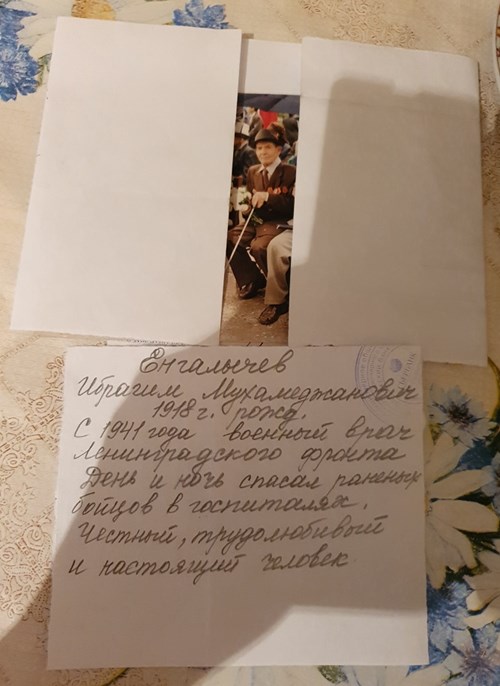 Енгалычев
Ибрагим Мухамеджанович
1918 г. рожд.
С 1941 года военный врач
Ленинградского фронта
День и ночь спасал раненых
бойцов в госпиталях.
Честный, трудолюбивый
и настоящий человек